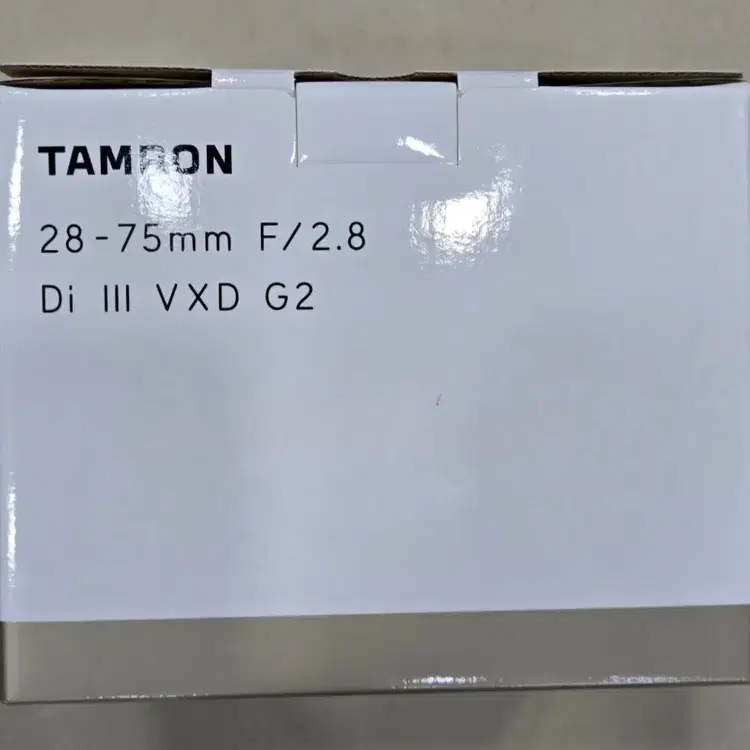 TAMRON
28-75mm F/2.8
Di III VXD G2